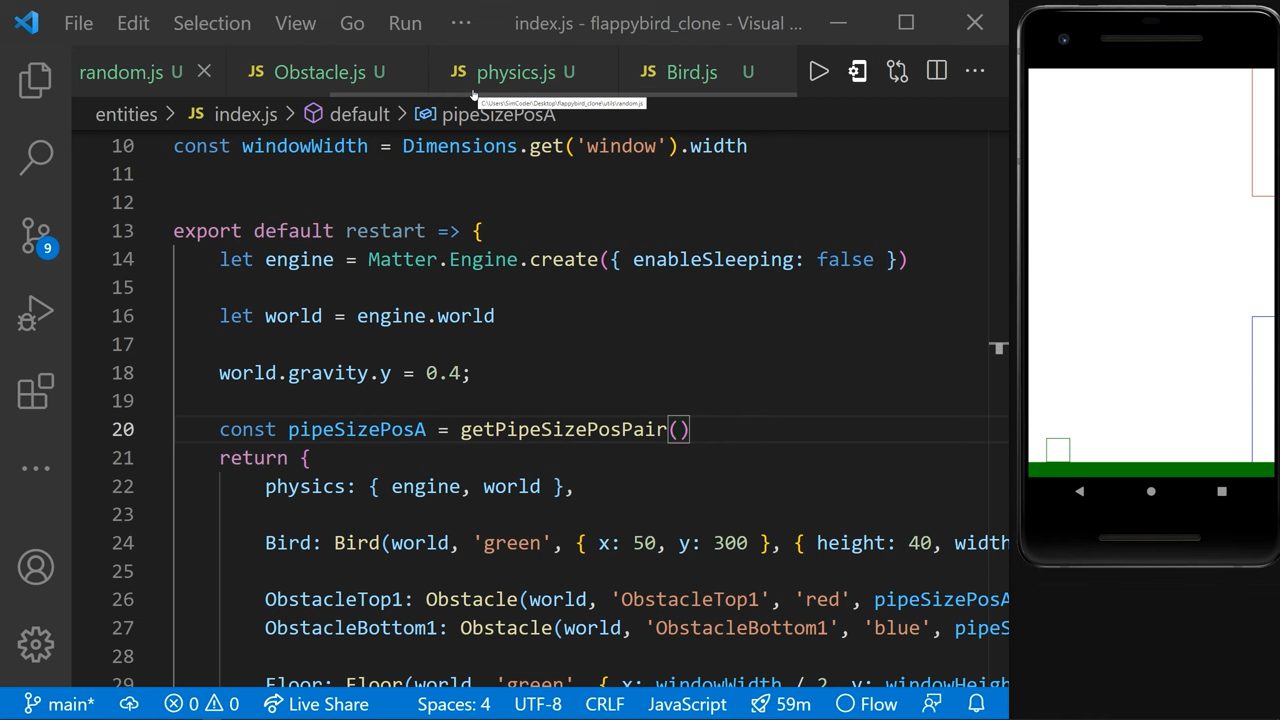 File Edit Selection View Go Run ··· index.js - flappybird_clone - Visual ...
random.js U JS Obstacle.js U JS physics.js U JS Bird.js U
C:\Users\SimCoder\Desktop\flappybird_clone\utils\random.js
entities > JS index.js > default > pipeSizePosA
10 const windowWidth = Dimensions.get('window').width
11
12
13 export default restart => {
14 let engine = Matter.Engine.create({ enableSleeping: false })
15
16 let world = engine.world
17
18 world.gravity.y = 0.4;
19
20 const pipeSizePosA = getPipeSizePosPair()
21 return {
22 physics: { engine, world },
23
24 Bird: Bird(world, 'green', { x: 50, y: 300 }, { height: 40, width
25
26 ObstacleTop1: Obstacle(world, 'ObstacleTop1', 'red', pipeSizePosA
27 ObstacleBottom1: Obstacle(world, 'ObstacleBottom1', 'blue', pipeS
28
29 Floor: Floor(world, 'green', { x: windowWidth / 2, y: windowHeigh
9
main* 0 0 Live Share Spaces: 4 UTF-8 CRLF JavaScript 59m Flow